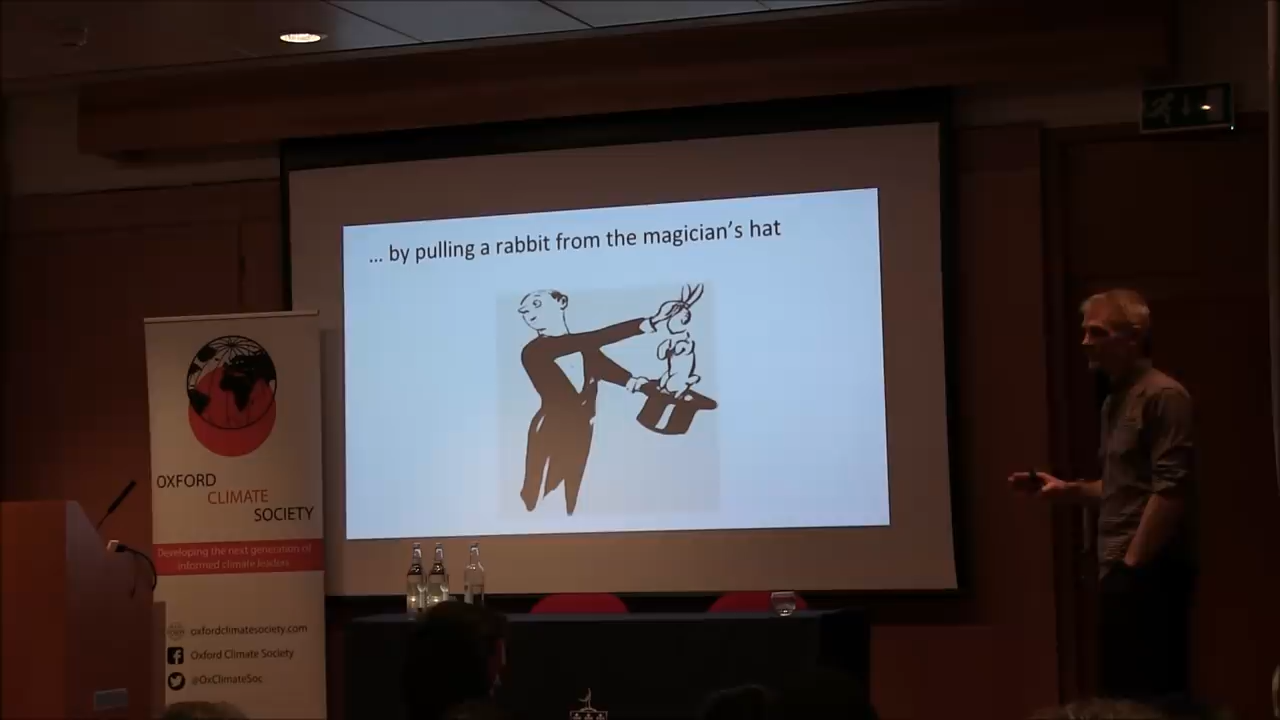 ... by pulling a rabbit from the magician's hat
OXFORD
CLIMATE
SOCIETY
Developing the next generation of
informed climate leaders
oxfordclimatesociety.com
Oxford Climate Society
@OxClimateSoc